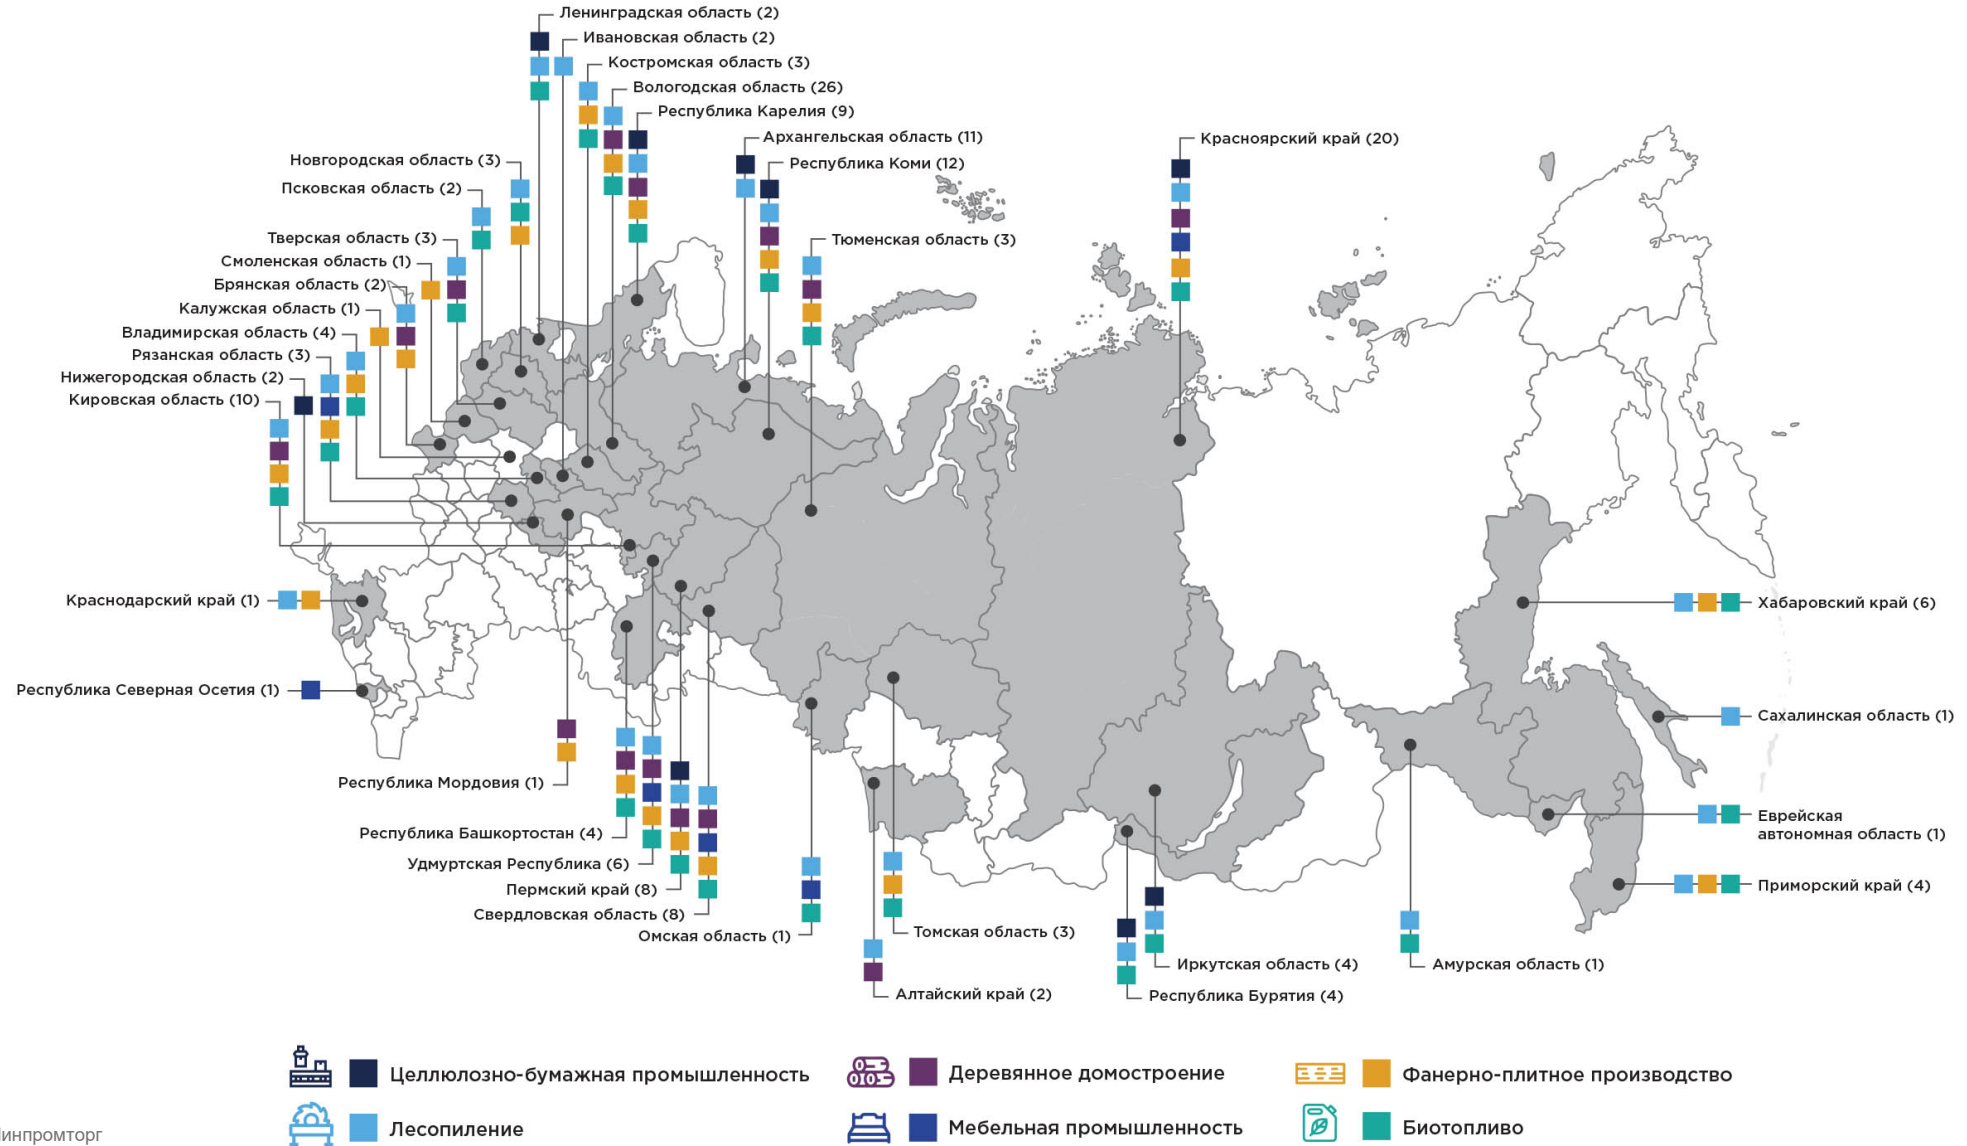 Ленинградская область (2)
Ивановская область (2)
Костромская область (3)
Вологодская область (26)
Республика Карелия (9)
Архангельская область (11)
Республика Коми (12)
Красноярский край (20)
Новгородская область (3)
Псковская область (2)
Тверская область (3)
Тюменская область (3)
Смоленская область (1)
Брянская область (2)
Калужская область (1)
Владимирская область (4)
Рязанская область (3)
Нижегородская область (2)
Кировская область (10)
Краснодарский край (1)
Хабаровский край (6)
Республика Северная Осетия (1)
Сахалинская область (1)
Республика Мордовия (1)
Еврейская
автономная область (1)
Республика Башкортостан (4)
Удмуртская Республика (6)
Пермский край (8)
Приморский край (4)
Свердловская область (8)
Омская область (1)
Томская область (3)
Иркутская область (4)
Амурская область (1)
Алтайский край (2)
Республика Бурятия (4)
Целлюлозно-бумажная промышленность
Деревянное домостроение
Фанерно-плитное производство
Лесопиление
Мебельная промышленность
Биотопливо
инпромторг